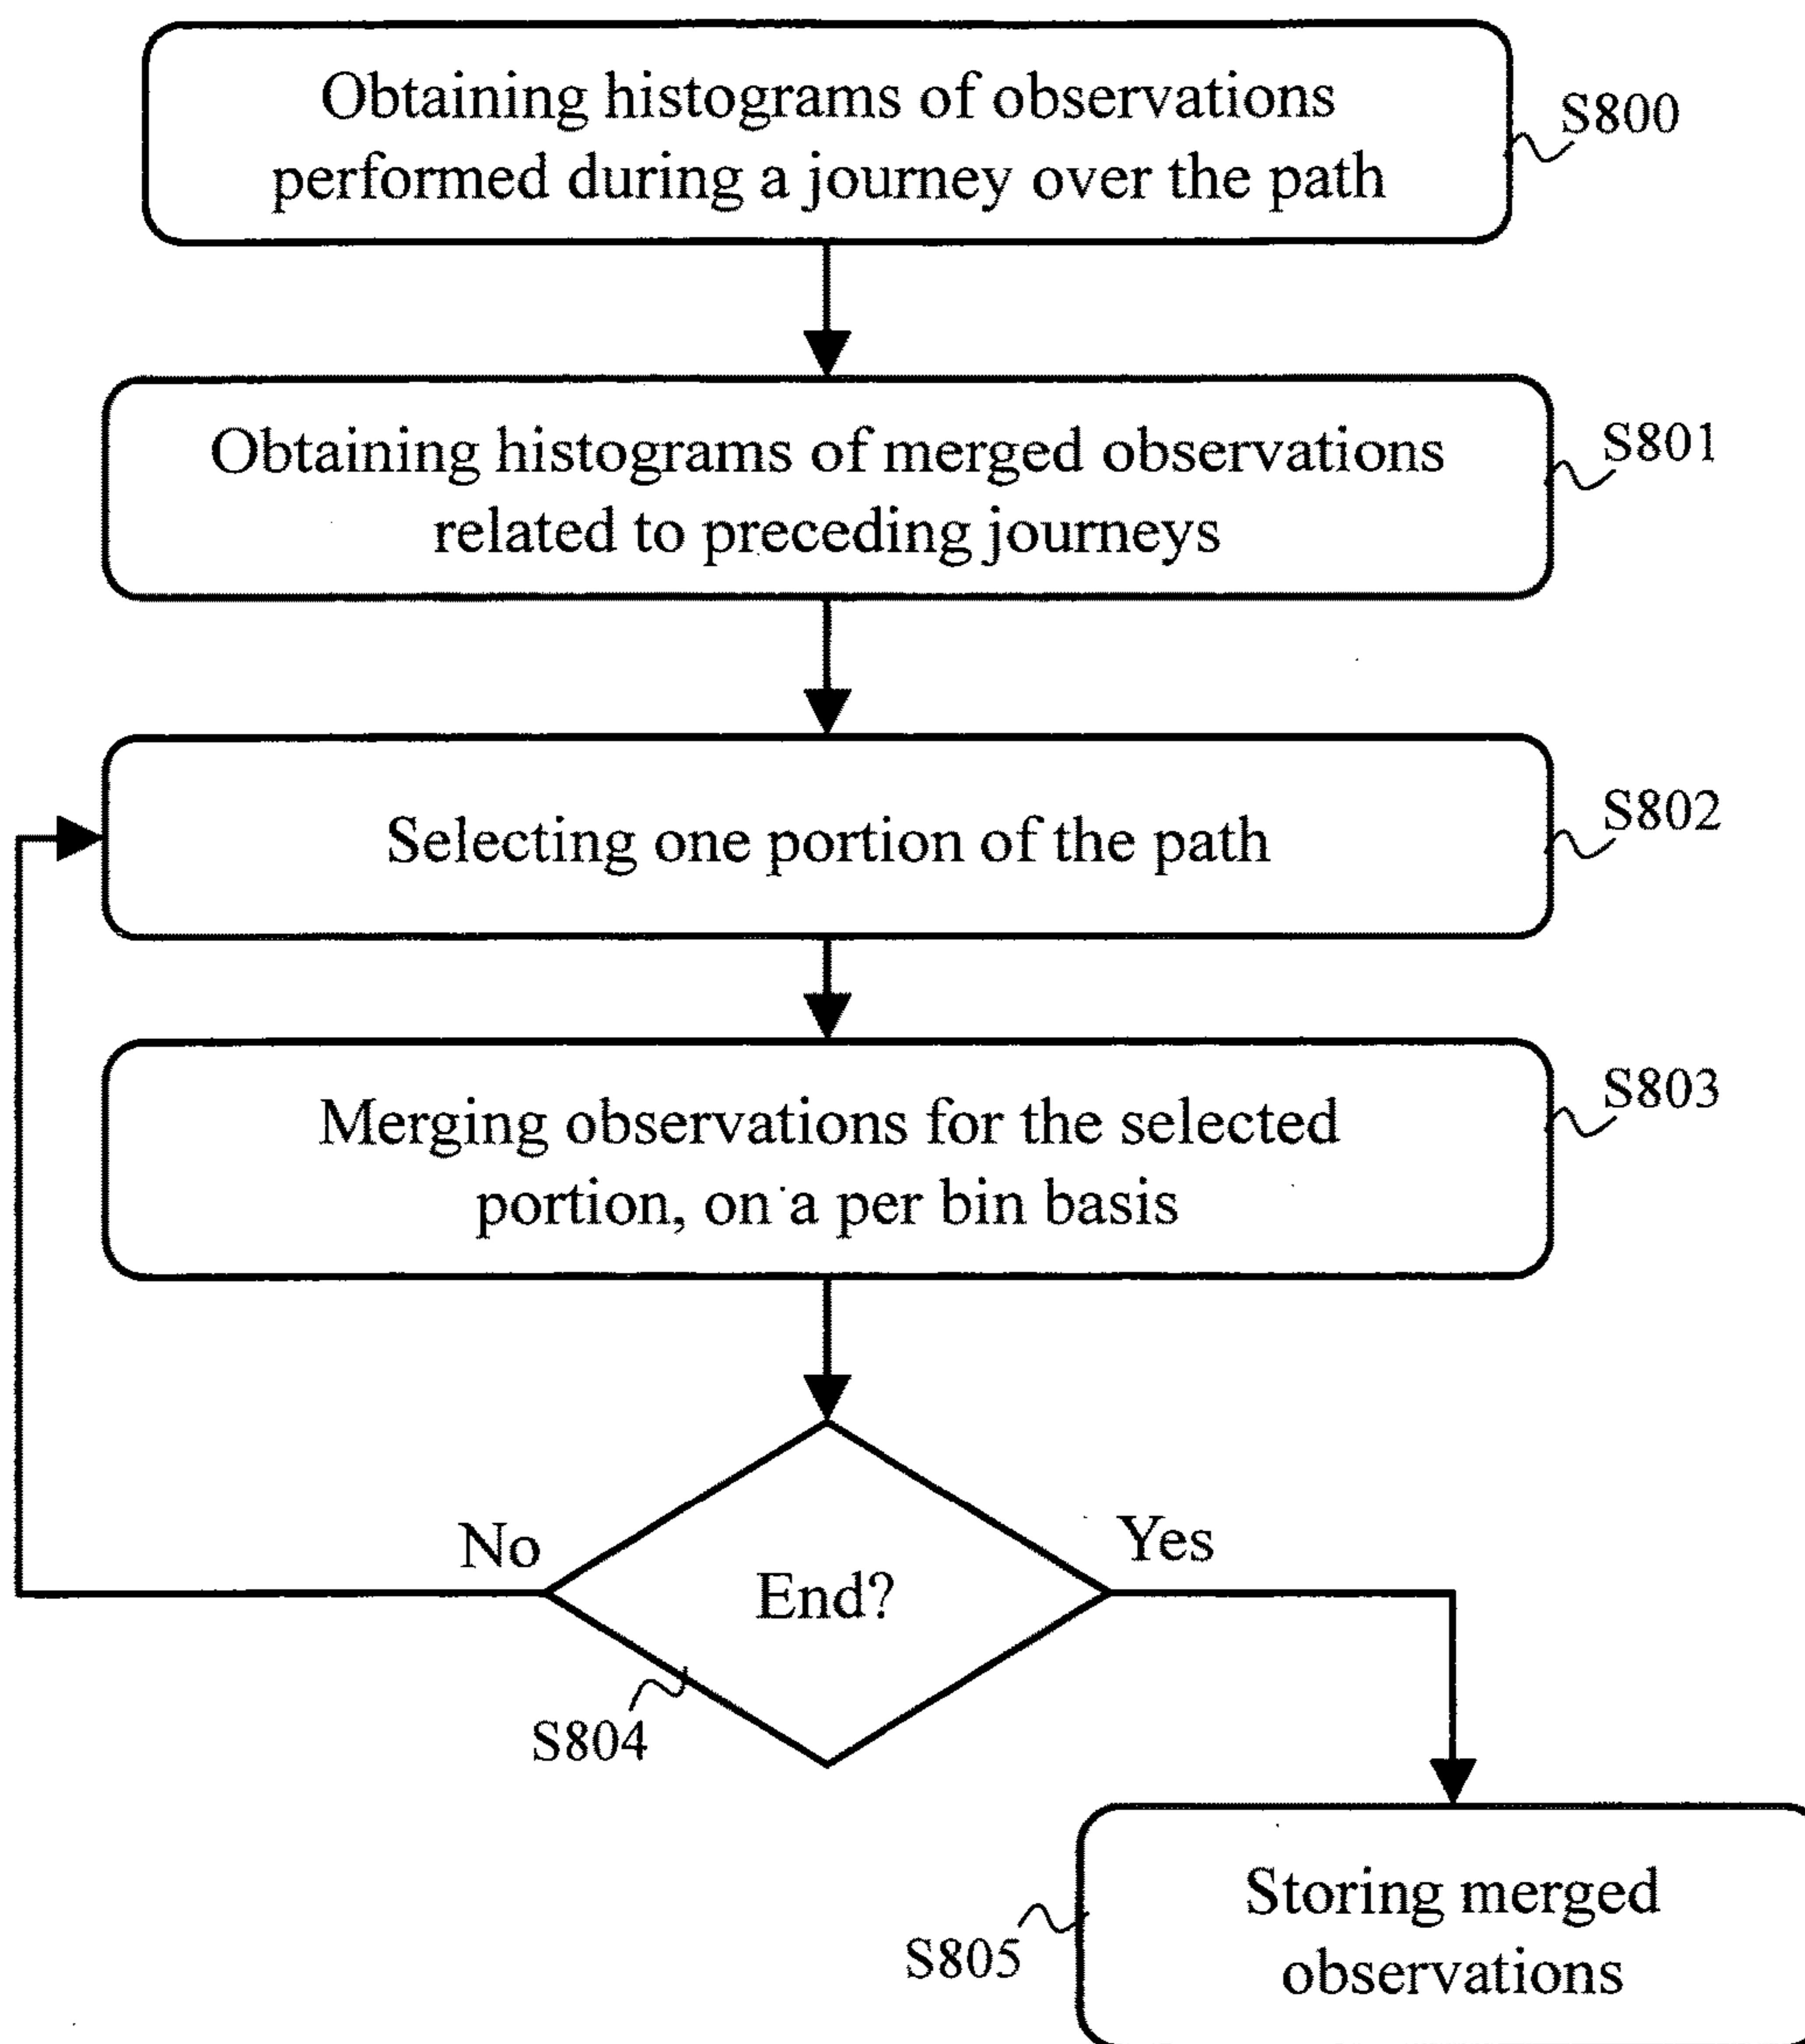 Obtaining histograms of observations
performed during a journey over the path
S800
Obtaining histograms of merged observations
related to preceding journeys
S801
Selecting one portion of the path
S802
Merging observations for the selected
portion, on a per bin basis
S803
No
Yes
End?
S804
Storing merged
observations
S805